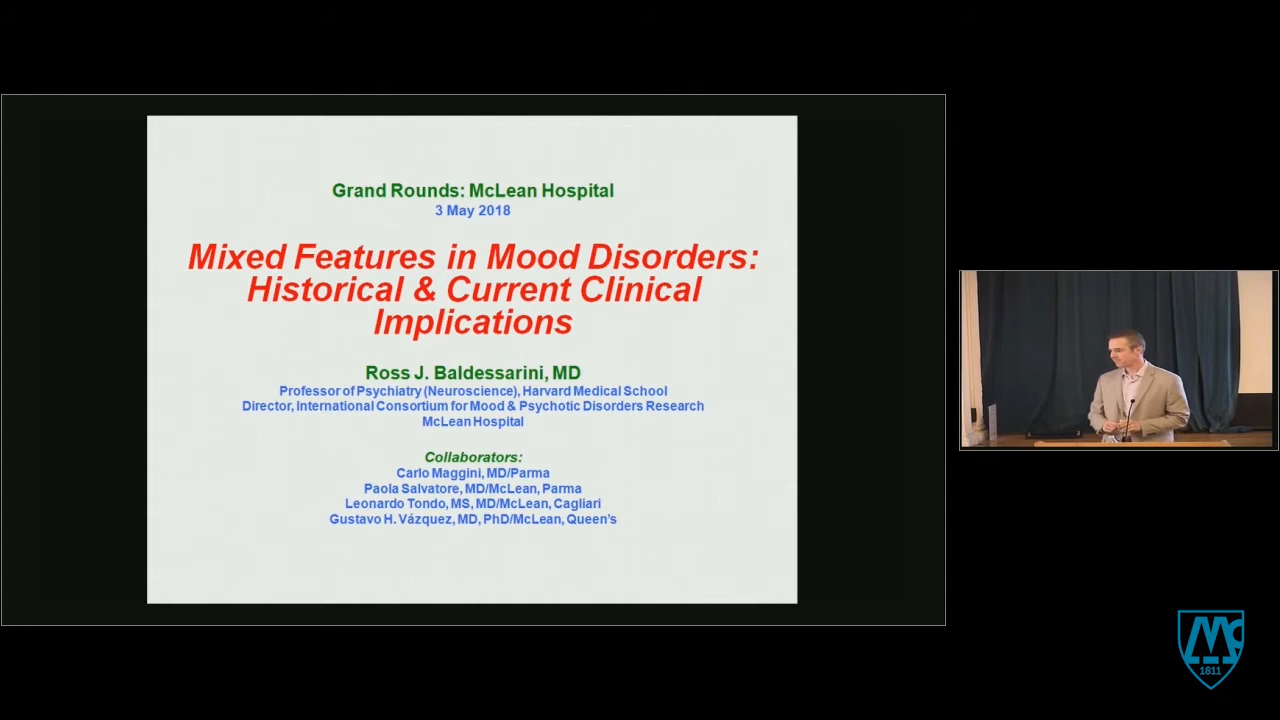 Grand Rounds: McLean Hospital
3 May 2018
Mixed Features in Mood Disorders:
Historical & Current Clinical
Implications
Ross J. Baldessarini, MD
Professor of Psychiatry (Neuroscience), Harvard Medical School
Director, International Consortium for Mood & Psychotic Disorders Research
McLean Hospital
Collaborators:
Carlo Maggini, MD/Parma
Paola Salvatore, MD/McLean, Parma
Leonardo Tondo, MS, MD/McLean, Cagliari
Gustavo H. Vázquez, MD, PhD/McLean, Queen's
Mc
1811